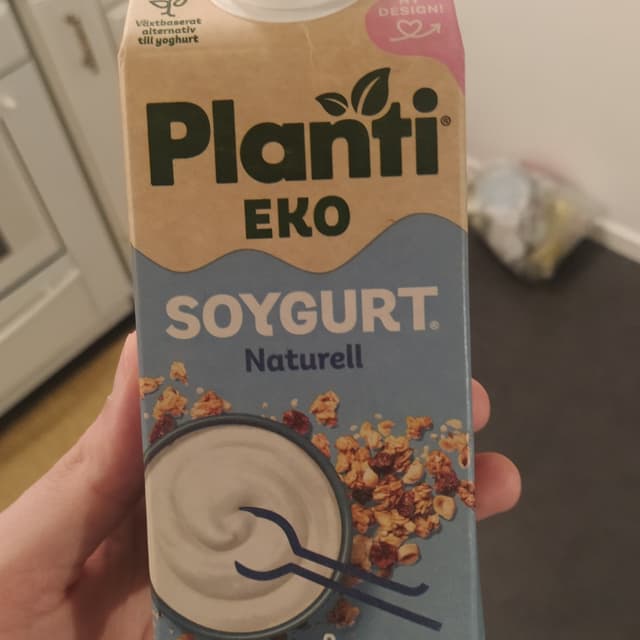 Växtbaserat
alternativ
till yoghurt
DESIGN!
Planti®
EKO
SOYGURT®
Naturell